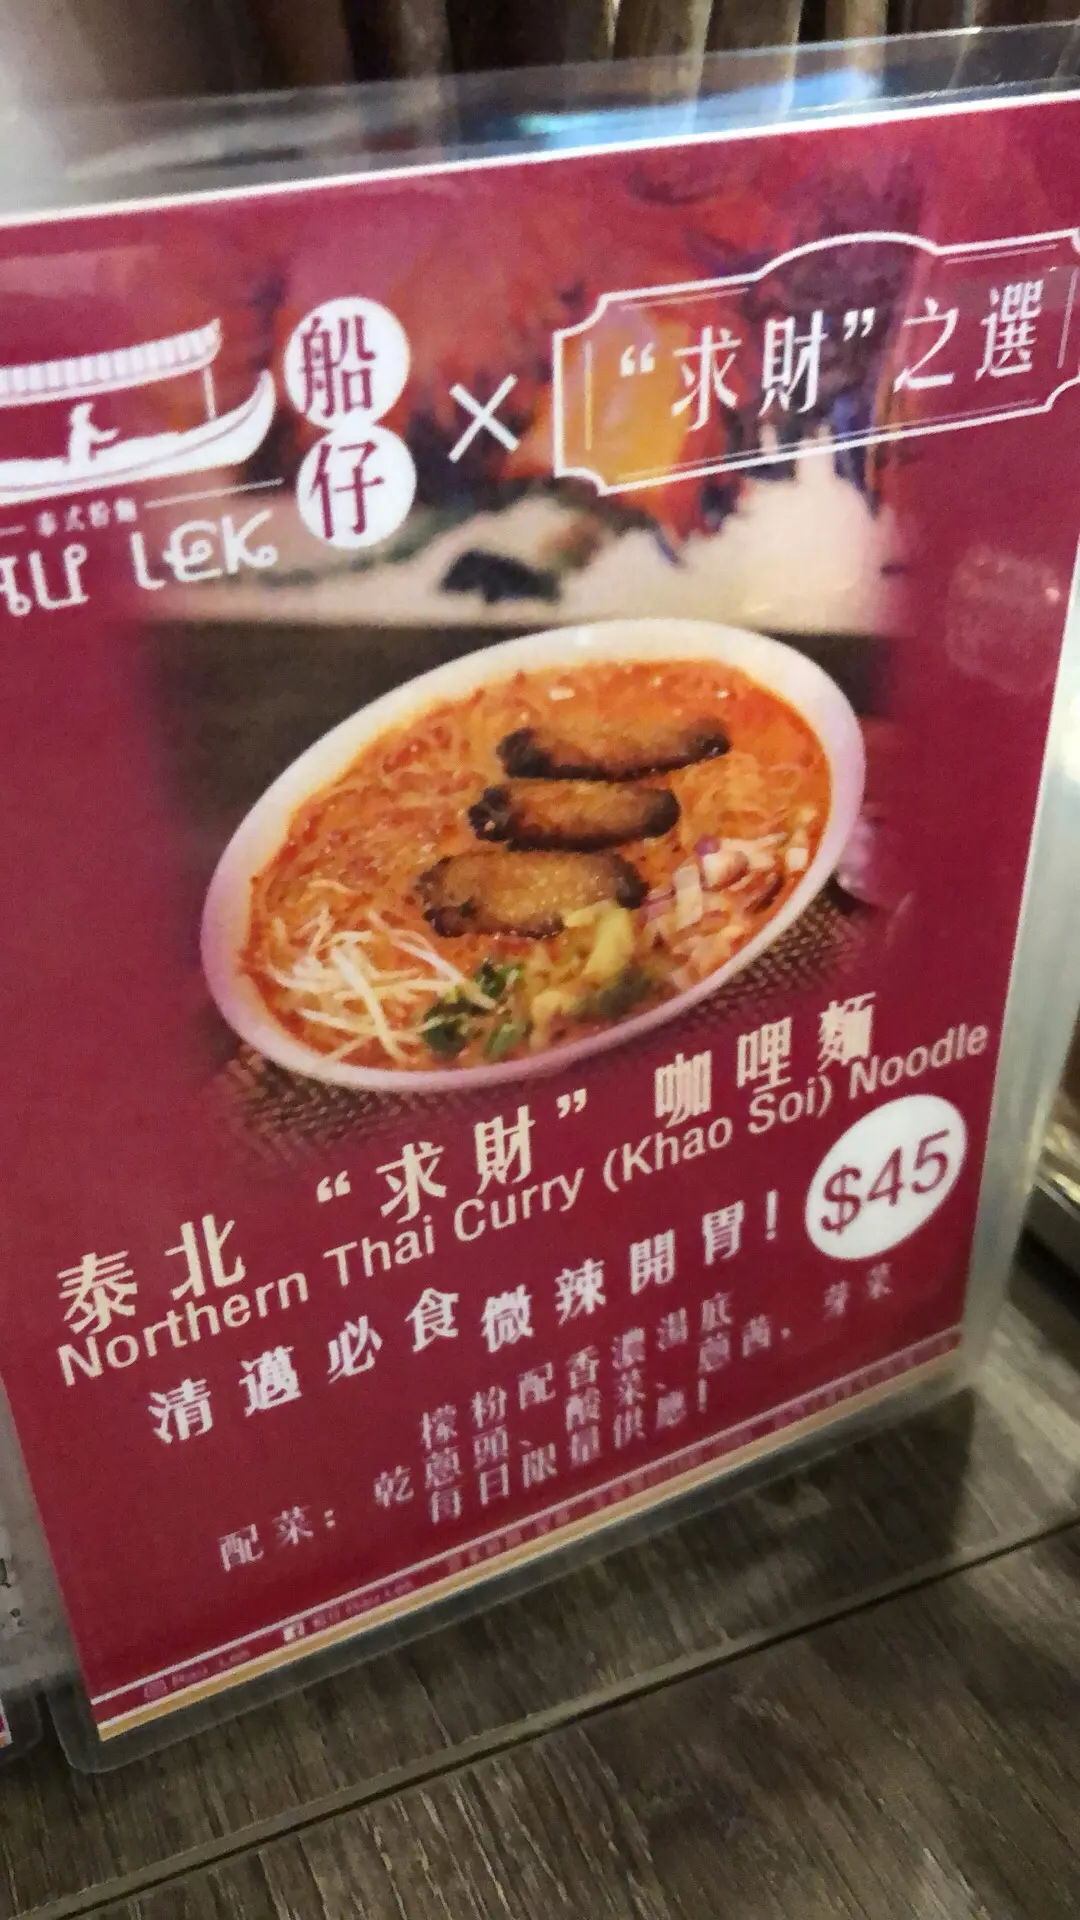 船仔
×
“求財”之選
泰式粉麵
泰北 “求財” 咖哩麵
Northern Thai Curry (Khao Soi) Noodle
$45
清邁必食微辣開胃!
檬粉配香濃湯底
配菜: 乾蔥頭、酸菜、蔥茜、芽菜
每日限量供應!